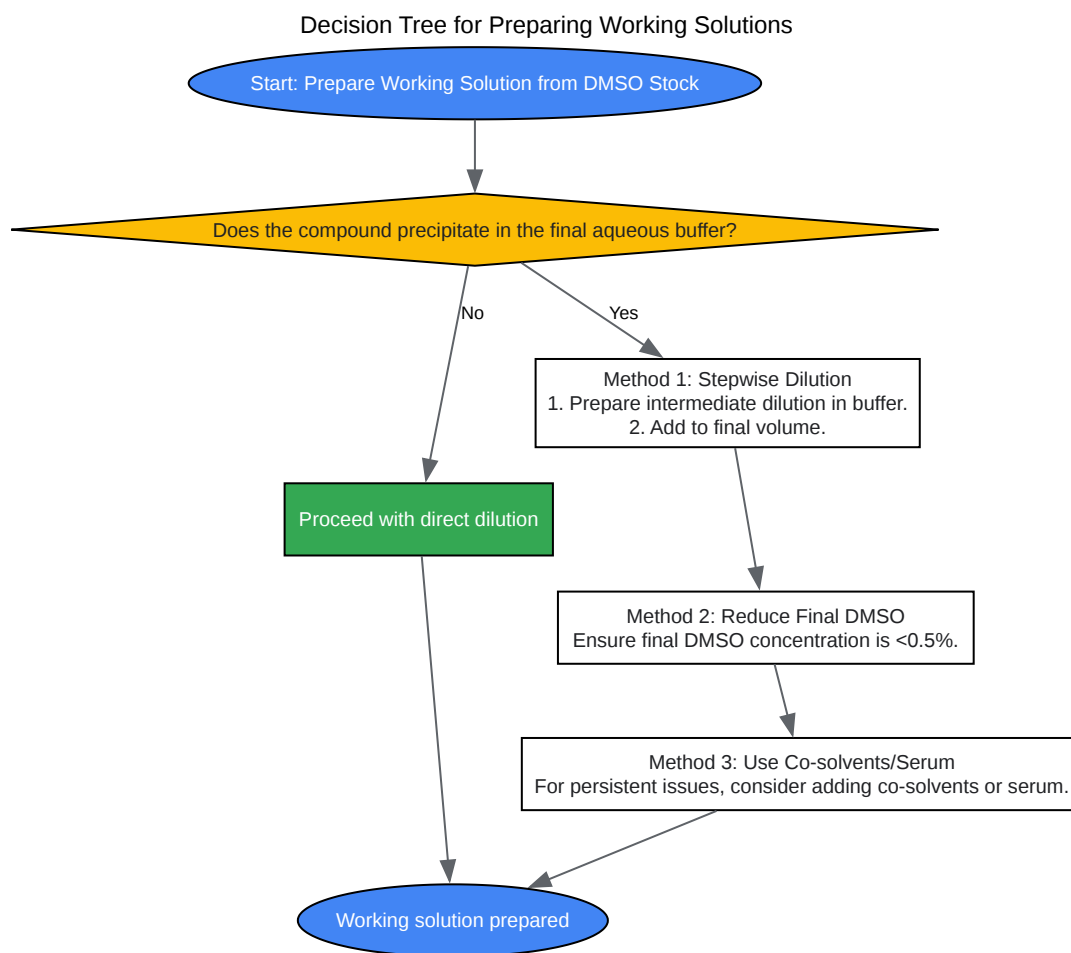 Decision Tree for Preparing Working Solutions
Start: Prepare Working Solution from DMSO Stock
Does the compound precipitate in the final aqueous buffer?
No
Yes
Method 1: Stepwise Dilution
1. Prepare intermediate dilution in buffer.
2. Add to final volume.
Proceed with direct dilution
Method 2: Reduce Final DMSO
Ensure final DMSO concentration is <0.5%.
Method 3: Use Co-solvents/Serum
For persistent issues, consider adding co-solvents or serum.
Working solution prepared